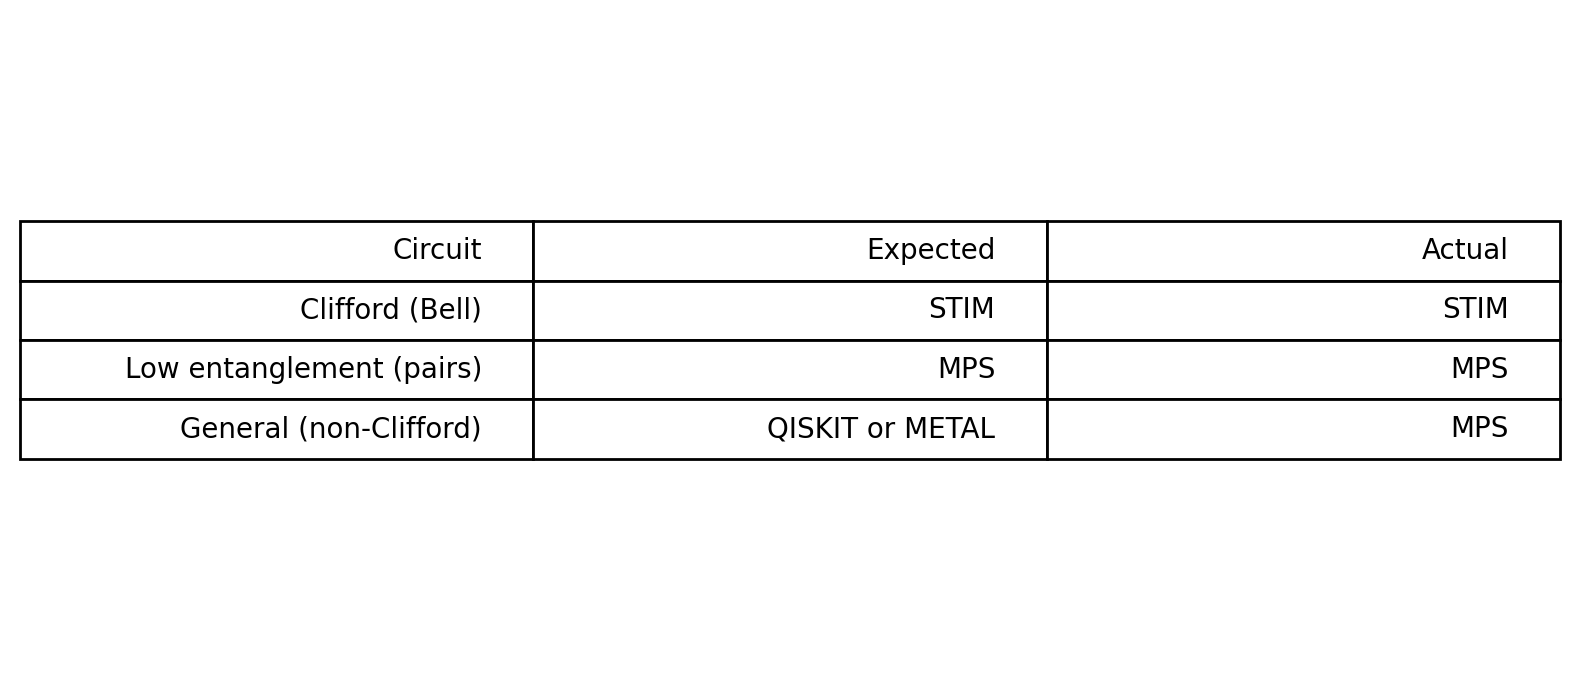 Circuit Expected Actual
Clifford (Bell) STIM STIM
Low entanglement (pairs) MPS MPS
General (non-Clifford) QISKIT or METAL MPS